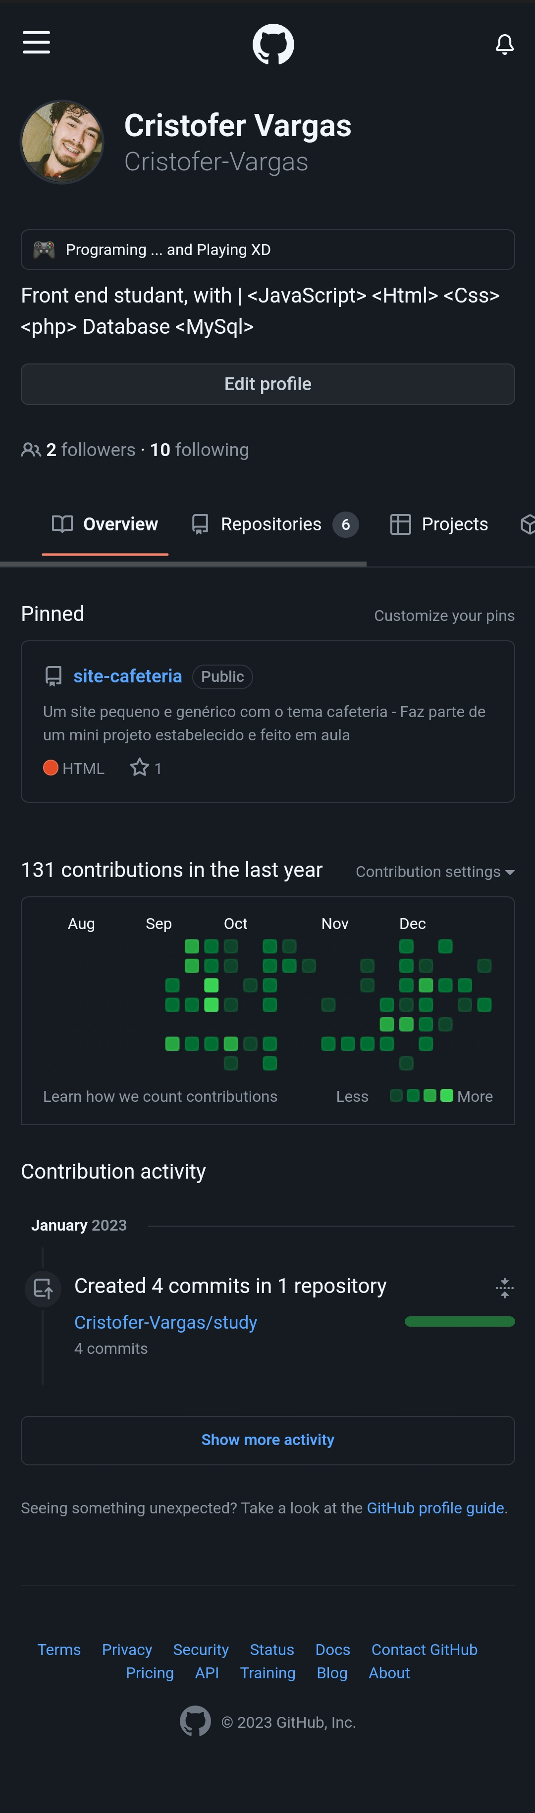 Cristofer Vargas
Cristofer-Vargas
Programing ... and Playing XD
Front end studant, with | <JavaScript> <Html> <Css>
<php> Database <MySql>
Edit profile
2 followers · 10 following
Overview Repositories 6 Projects
Pinned Customize your pins
site-cafeteria Public
Um site pequeno e genérico com o tema cafeteria - Faz parte de
um mini projeto estabelecido e feito em aula
HTML 1
131 contributions in the last year Contribution settings
Aug Sep Oct Nov Dec
Learn how we count contributions Less More
Contribution activity
January 2023
Created 4 commits in 1 repository
Cristofer-Vargas/study
4 commits
Show more activity
Seeing something unexpected? Take a look at the GitHub profile guide.
Terms Privacy Security Status Docs Contact GitHub
Pricing API Training Blog About
© 2023 GitHub, Inc.